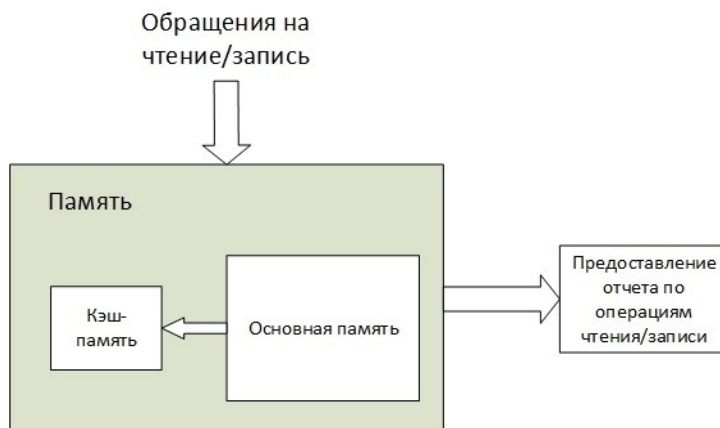 Обращения на
чтение/запись
Память
Кэш-
память
Основная память
Предоставление
отчета по
операциям
чтения/записи